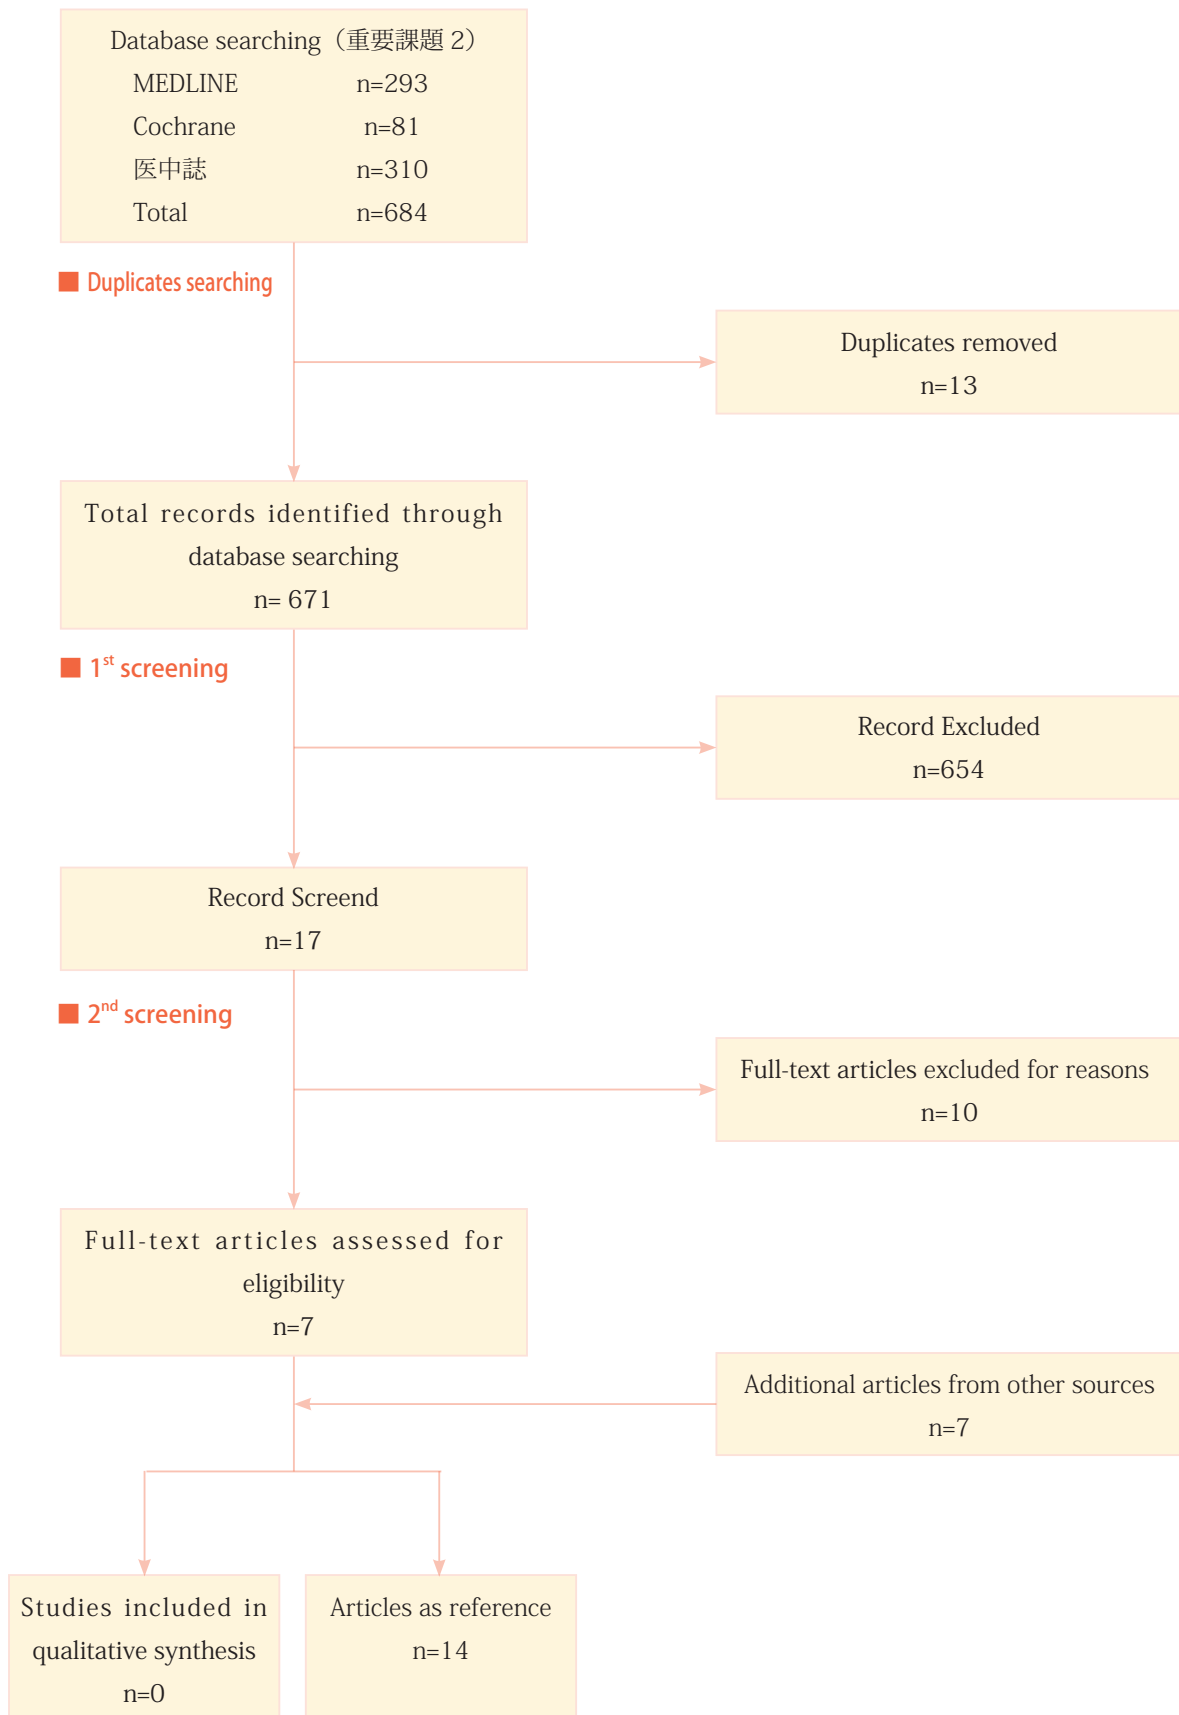 Database searching（重要課題 2）
MEDLINE n=293
Cochrane n=81
医中誌 n=310
Total n=684
■ Duplicates searching
Duplicates removed
n=13
Total records identified through
database searching
n= 671
■ 1st screening
Record Excluded
n=654
Record Screend
n=17
■ 2nd screening
Full-text articles excluded for reasons
n=10
Full-text articles assessed for
eligibility
n=7
Additional articles from other sources
n=7
Studies included in
qualitative synthesis
n=0
Articles as reference
n=14